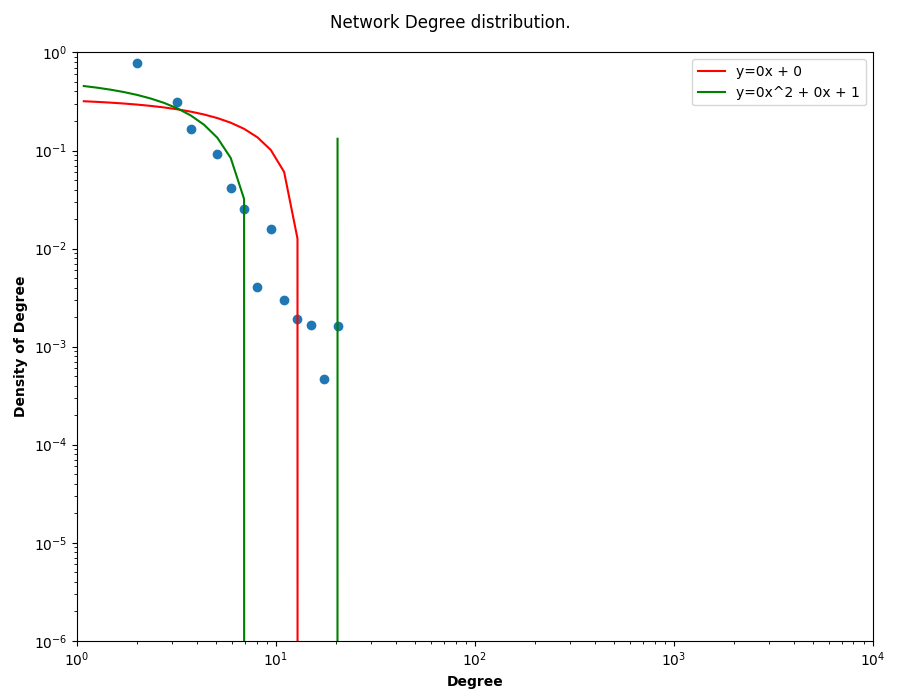 Network Degree distribution.
y=0x + 0
y=0x^2 + 0x + 1
Density of Degree
10^0
10^-1
10^-2
10^-3
10^-4
10^-5
10^-6
10^0 10^1 10^2 10^3 10^4
Degree